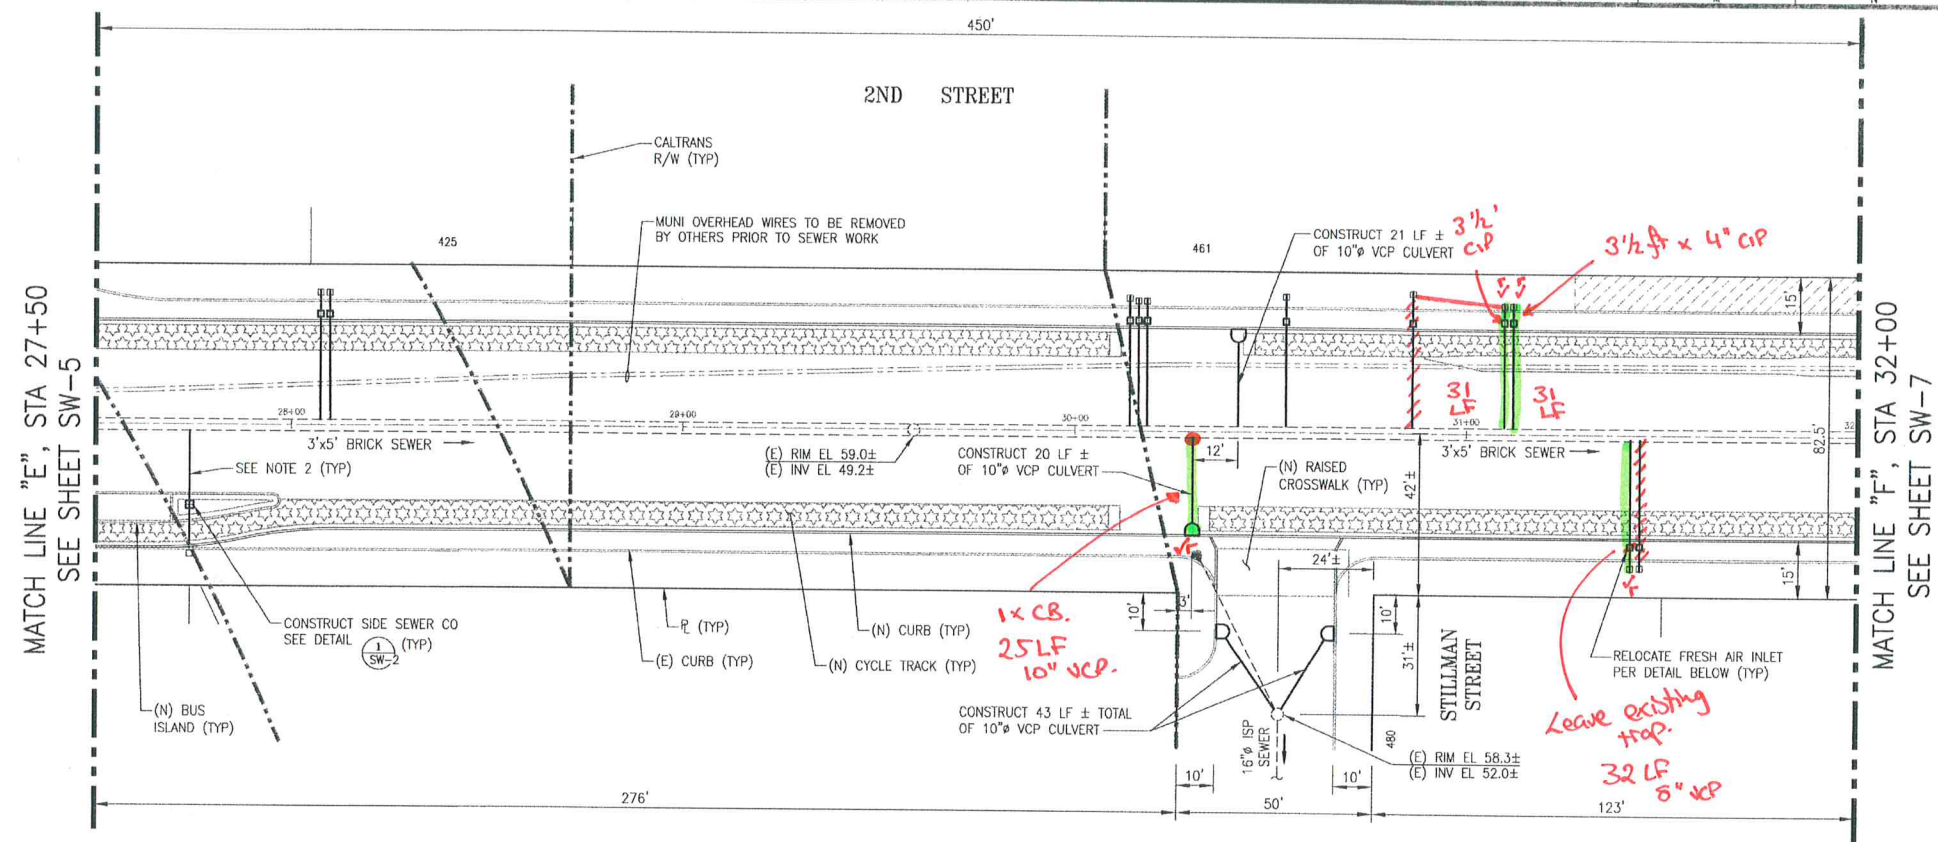 450'
2ND STREET
CALTRANS
R/W (TYP)
MUNI OVERHEAD WIRES TO BE REMOVED
BY OTHERS PRIOR TO SEWER WORK
425
461
CONSTRUCT 21 LF ±
OF 10"ø VCP CULVERT
3 1/2'
CIP
3 1/2 ft x 4" CIP
15'
MATCH LINE "E", STA 27+50
SEE SHEET SW-5
MATCH LINE "F", STA 32+00
SEE SHEET SW-7
28+00
29+00
30+00
31+00
32
31
LF
31
LF
82.5'
3'x5' BRICK SEWER
3'x5' BRICK SEWER
SEE NOTE 2 (TYP)
(E) RIM EL 59.0±
(E) INV EL 49.2±
CONSTRUCT 20 LF ±
OF 10"ø VCP CULVERT
12'
(N) RAISED
CROSSWALK (TYP)
42'±
24'±
15'
10'
3'
10'
31'±
1x CB.
25 LF
10" VCP.
CONSTRUCT SIDE SEWER CO
SEE DETAIL 1 SW-2 (TYP)
(N) BUS
ISLAND (TYP)
PL (TYP)
(E) CURB (TYP)
(N) CURB (TYP)
(N) CYCLE TRACK (TYP)
CONSTRUCT 43 LF ± TOTAL
OF 10"ø VCP CULVERT
16"ø ISP
SEWER
STILLMAN
STREET
480
RELOCATE FRESH AIR INLET
PER DETAIL BELOW (TYP)
Leave existing
trap.
32 LF
8" VCP
(E) RIM EL 58.3±
(E) INV EL 52.0±
10'
10'
276'
50'
123'